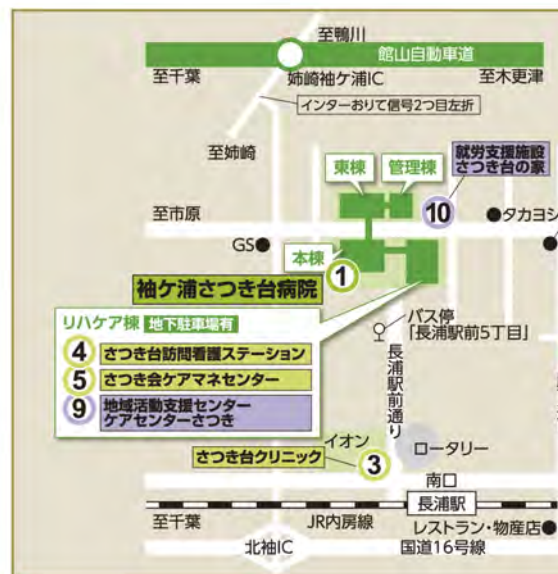 至鴨川
館山自動車道
至千葉
姉崎袖ケ浦IC
至木更津
インターおりて信号2つ目左折
至姉崎
東棟
管理棟
就労支援施設
さつき台の家
10
至市原
タカヨシ
GS
本棟
1
袖ケ浦さつき台病院
リハケア棟 地下駐車場有
4 さつき台訪問看護ステーション
5 さつき会ケアマネセンター
9 地域活動支援センター
ケアセンターさつき
バス停
「長浦駅前5丁目」
長浦駅前通り
イオン
ロータリー
さつき台クリニック
3
南口
長浦駅
至千葉
JR内房線
レストラン・物産店
北袖IC
国道16号線